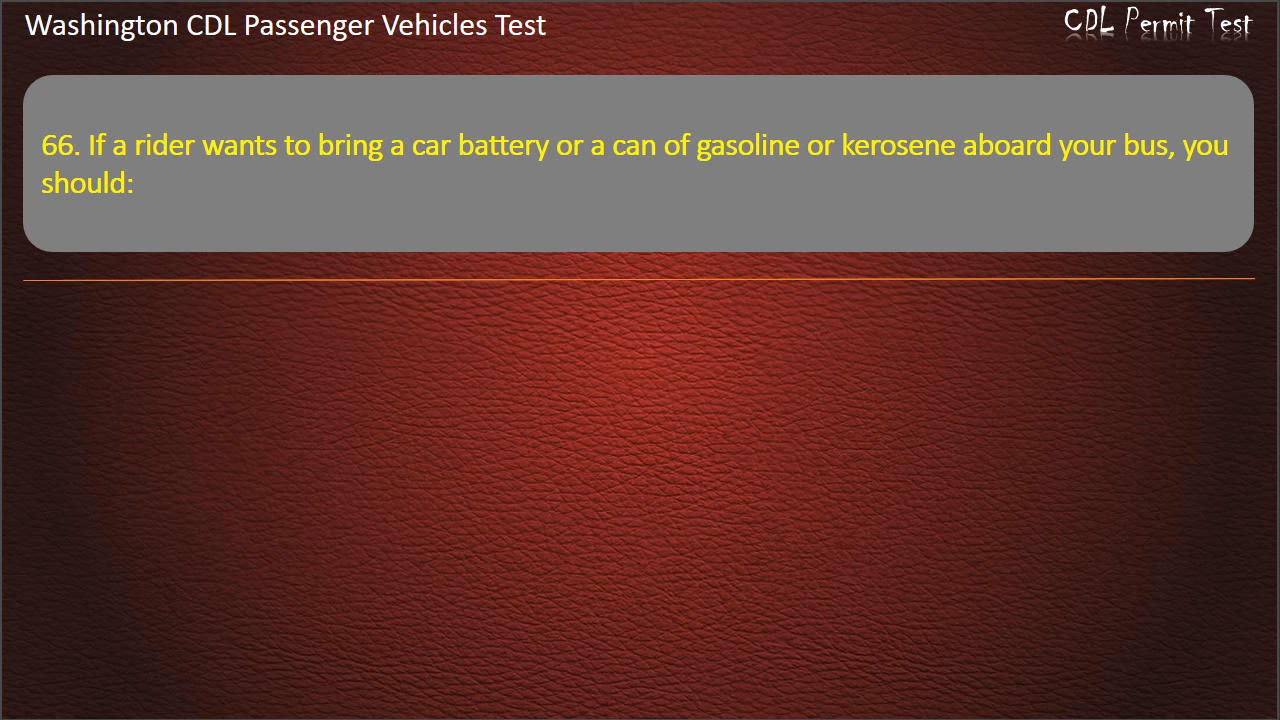 Washington CDL Passenger Vehicles Test
CDL Permit Test
66. If a rider wants to bring a car battery or a can of gasoline or kerosene aboard your bus, you
should: